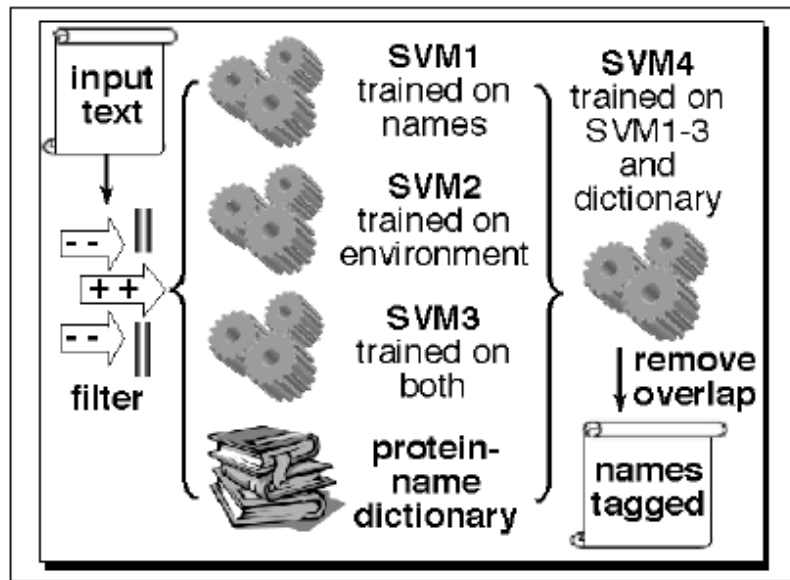 input
text
- -
+ +
- -
filter
SVM1
trained on
names
SVM2
trained on
environment
SVM3
trained on
both
protein-
name
dictionary
SVM4
trained on
SVM1-3
and
dictionary
remove
overlap
names
tagged